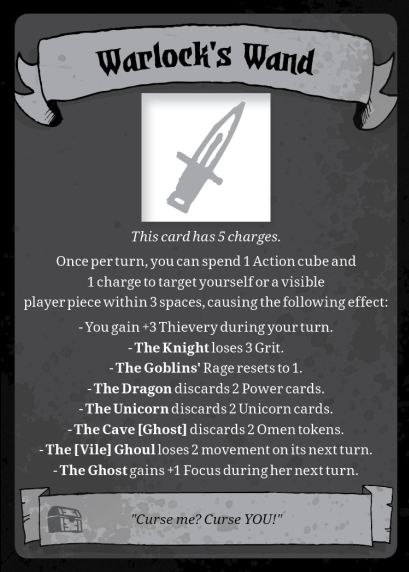 Warlock's Wand
This card has 5 charges.
Once per turn, you can spend 1 Action cube and
1 charge to target yourself or a visible
player piece within 3 spaces, causing the following effect:
- You gain +3 Thievery during your turn.
- The Knight loses 3 Grit.
- The Goblins' Rage resets to 1.
- The Dragon discards 2 Power cards.
- The Unicorn discards 2 Unicorn cards.
- The Cave [Ghost] discards 2 Omen tokens.
- The [Vile] Ghoul loses 2 movement on its next turn.
- The Ghost gains +1 Focus during her next turn.
"Curse me? Curse YOU!"